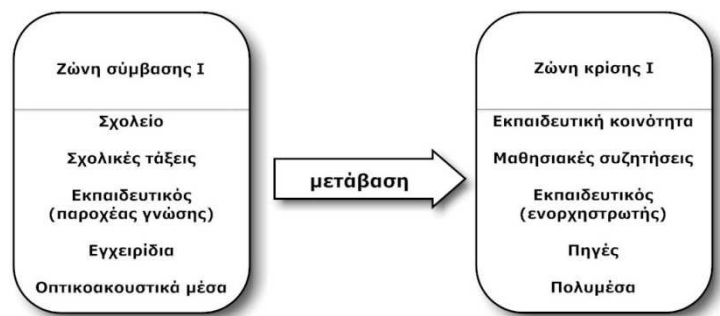 Ζώνη σύμβασης Ι
Σχολείο
Σχολικές τάξεις
Εκπαιδευτικός
(παροχέας γνώσης)
Εγχειρίδια
Οπτικοακουστικά μέσα
μετάβαση
Ζώνη κρίσης Ι
Εκπαιδευτική κοινότητα
Μαθησιακές συζητήσεις
Εκπαιδευτικός
(ενορχηστρωτής)
Πηγές
Πολυμέσα